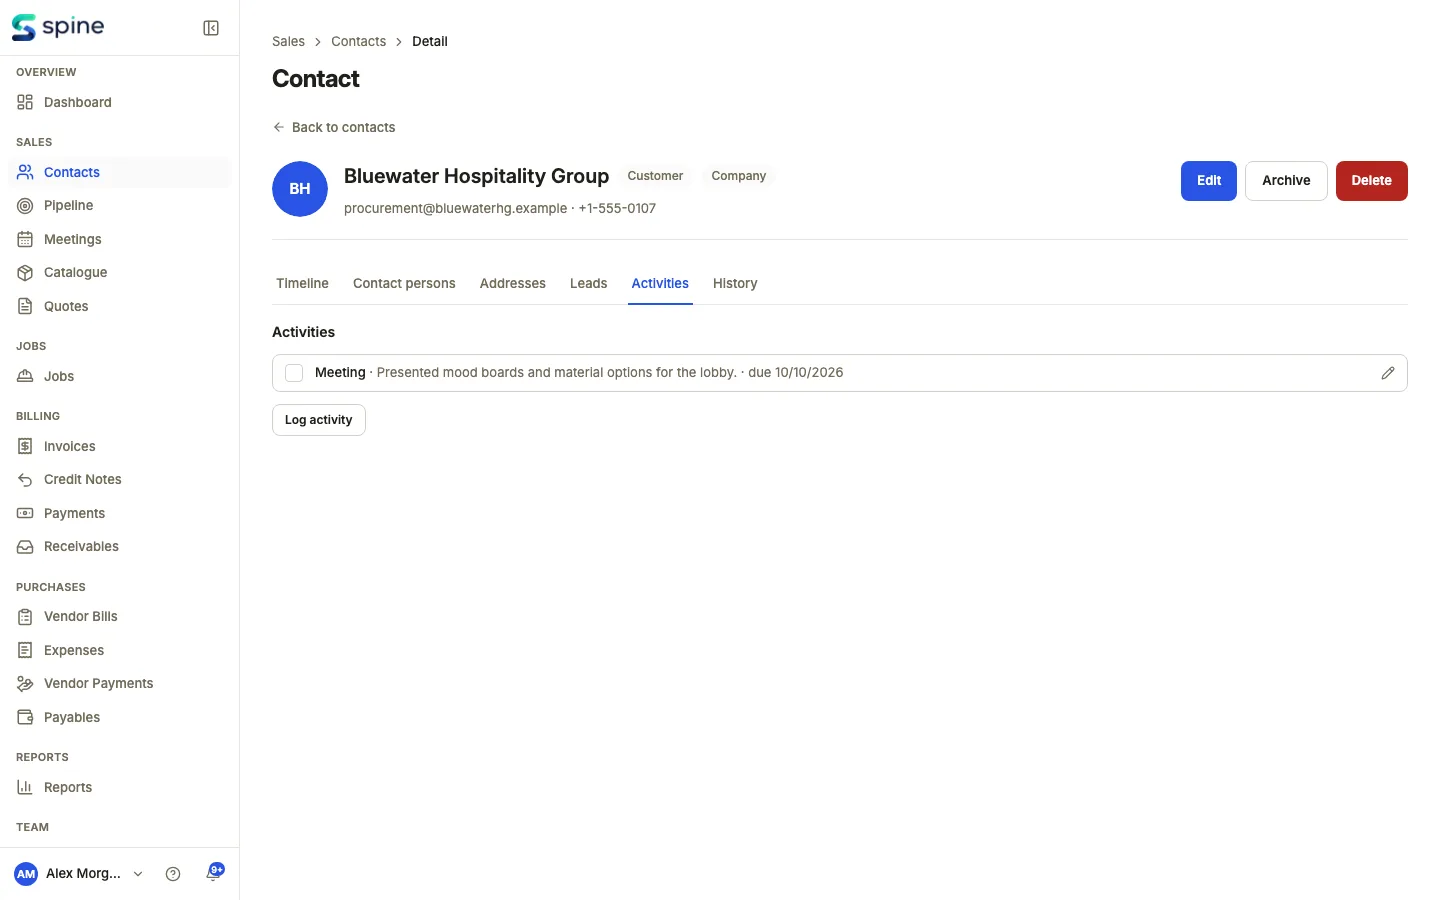 spine
OVERVIEW
Dashboard
SALES
Contacts
Pipeline
Meetings
Catalogue
Quotes
JOBS
Jobs
BILLING
Invoices
Credit Notes
Payments
Receivables
PURCHASES
Vendor Bills
Expenses
Vendor Payments
Payables
REPORTS
Reports
TEAM
AM Alex Morg... 9+
Sales > Contacts > Detail
Contact
← Back to contacts
BH
Bluewater Hospitality Group Customer Company
procurement@bluewaterhg.example · +1-555-0107
Edit Archive Delete
Timeline Contact persons Addresses Leads Activities History
Activities
Meeting · Presented mood boards and material options for the lobby. · due 10/10/2026
Log activity